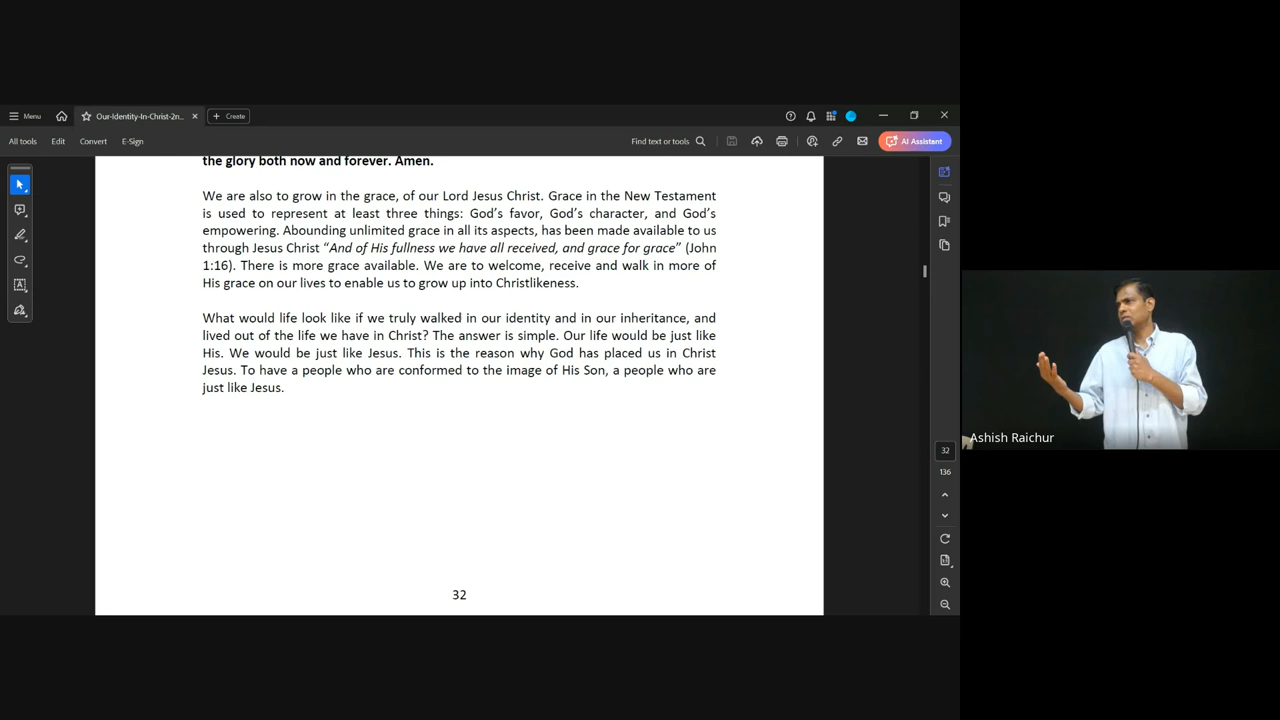 Menu
Our-Identity-In-Christ-2n...
Create
All tools
Edit
Convert
E-Sign
Find text or tools
AI Assistant
the glory both now and forever. Amen.
We are also to grow in the grace, of our Lord Jesus Christ. Grace in the New Testament
is used to represent at least three things: God’s favor, God’s character, and God’s
empowering. Abounding unlimited grace in all its aspects, has been made available to us
through Jesus Christ “And of His fullness we have all received, and grace for grace” (John
1:16). There is more grace available. We are to welcome, receive and walk in more of
His grace on our lives to enable us to grow up into Christlikeness.
What would life look like if we truly walked in our identity and in our inheritance, and
lived out of the life we have in Christ? The answer is simple. Our life would be just like
His. We would be just like Jesus. This is the reason why God has placed us in Christ
Jesus. To have a people who are conformed to the image of His Son, a people who are
just like Jesus.
32
32
136
Ashish Raichur